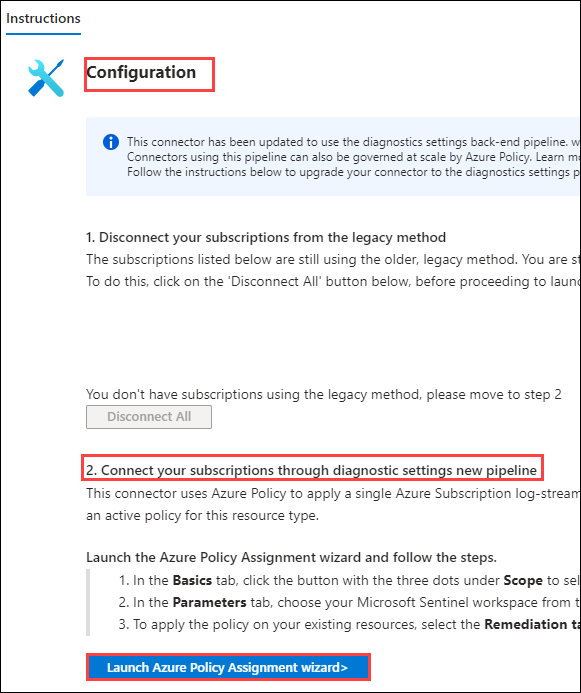 Instructions
Configuration
This connector has been updated to use the diagnostics settings back-end pipeline. w
Connectors using this pipeline can also be governed at scale by Azure Policy. Learn mo
Follow the instructions below to upgrade your connector to the diagnostics settings p
1. Disconnect your subscriptions from the legacy method
The subscriptions listed below are still using the older, legacy method. You are st
To do this, click on the 'Disconnect All' button below, before proceeding to laun
You don't have subscriptions using the legacy method, please move to step 2
Disconnect All
2. Connect your subscriptions through diagnostic settings new pipeline
This connector uses Azure Policy to apply a single Azure Subscription log-stream
an active policy for this resource type.
Launch the Azure Policy Assignment wizard and follow the steps.
1. In the Basics tab, click the button with the three dots under Scope to sel
2. In the Parameters tab, choose your Microsoft Sentinel workspace from t
3. To apply the policy on your existing resources, select the Remediation ta
Launch Azure Policy Assignment wizard>